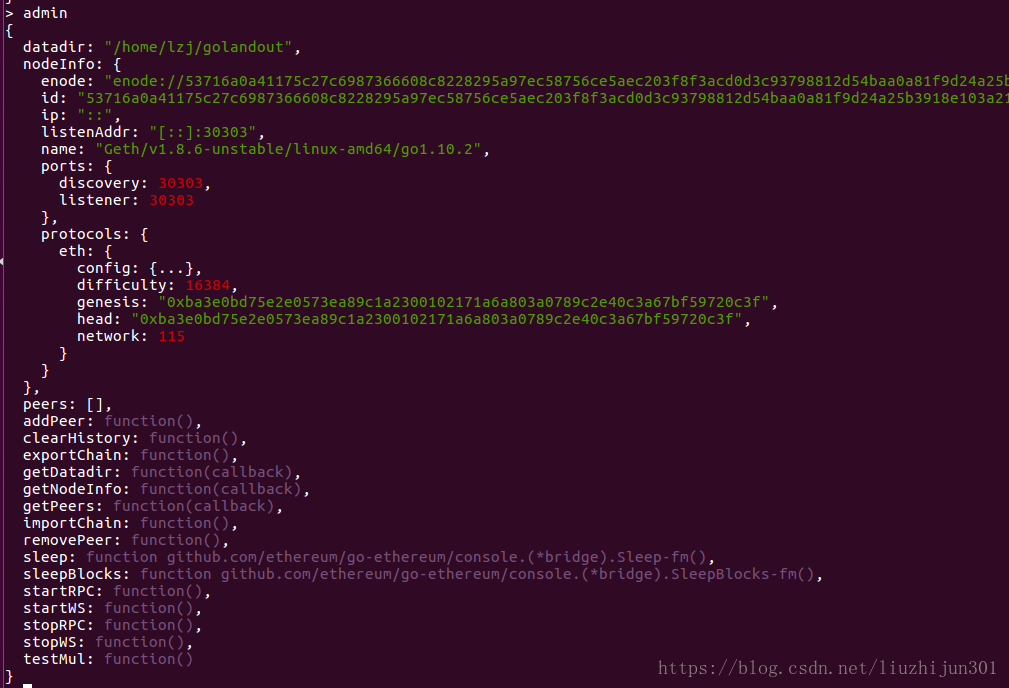 > admin
{
  datadir: "/home/lzj/golandout",
  nodeInfo: {
    enode: "enode://53716a0a41175c27c6987366608c8228295a97ec58756ce5aec203f8f3acd0d3c93798812d54baa0a81f9d24a25b
    id: "53716a0a41175c27c6987366608c8228295a97ec58756ce5aec203f8f3acd0d3c93798812d54baa0a81f9d24a25b3918e103a21
    ip: "::",
    listenAddr: "[::]:30303",
    name: "Geth/v1.8.6-unstable/linux-amd64/go1.10.2",
    ports: {
      discovery: 30303,
      listener: 30303
    },
    protocols: {
      eth: {
        config: {...},
        difficulty: 16384,
        genesis: "0xba3e0bd75e2e0573ea89c1a2300102171a6a803a0789c2e40c3a67bf59720c3f",
        head: "0xba3e0bd75e2e0573ea89c1a2300102171a6a803a0789c2e40c3a67bf59720c3f",
        network: 115
      }
    }
  },
  peers: [],
  addPeer: function(),
  clearHistory: function(),
  exportChain: function(),
  getDatadir: function(callback),
  getNodeInfo: function(callback),
  getPeers: function(callback),
  importChain: function(),
  removePeer: function(),
  sleep: function github.com/ethereum/go-ethereum/console.(*bridge).Sleep-fm(),
  sleepBlocks: function github.com/ethereum/go-ethereum/console.(*bridge).SleepBlocks-fm(),
  startRPC: function(),
  startWS: function(),
  stopRPC: function(),
  stopWS: function(),
  testMul: function()
}
https://blog.csdn.net/liuzhijun301